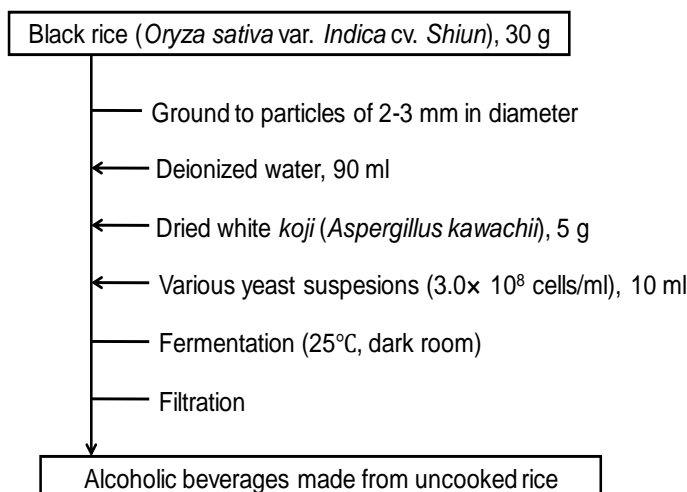 Black rice (Oryza sativa var. Indica cv. Shiun), 30 g
Ground to particles of 2-3 mm in diameter
Deionized water, 90 ml
Dried white koji (Aspergillus kawachii), 5 g
Various yeast suspesions (3.0× 10⁸ cells/ml), 10 ml
Fermentation (25℃, dark room)
Filtration
Alcoholic beverages made from uncooked rice